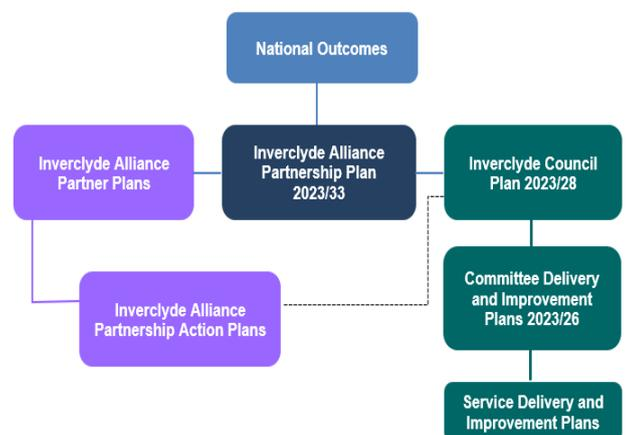 National Outcomes
Inverclyde Alliance
Partner Plans
Inverclyde Alliance
Partnership Plan
2023/33
Inverclyde Council
Plan 2023/28
Inverclyde Alliance
Partnership Action Plans
Committee Delivery
and Improvement
Plans 2023/26
Service Delivery and
Improvement Plans